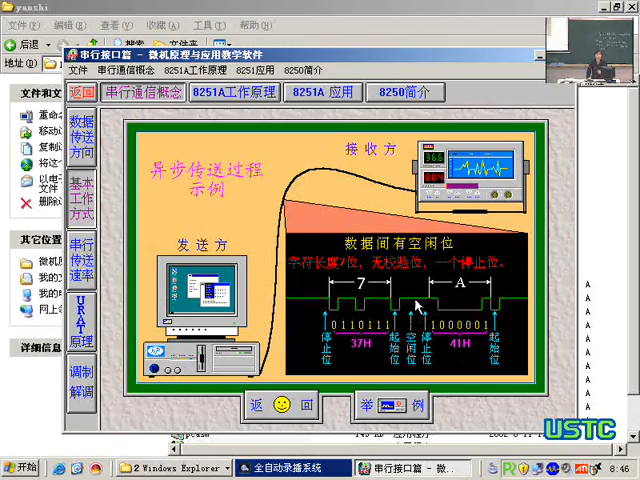 yanzhi
文件(F) 编辑(E) 查看(V) 收藏(A) 工具(T) 帮助(H)
后退 搜索 文件夹
地址(D)
串行接口篇 - 微机原理与应用教学软件
文件 串行通信概念 8251A工作原理 8251应用 8250简介
返回 串行通信概念 8251A工作原理 8251A 应用 8250简介
数据传送方向
基本工作方式
串行传送速率
URAT原理
调制解调
文件和文
重命名
移动
复制
将这
以电子
文件
删除
其它位置
微机原
我的
我的
网上
详细信息
异步传送过程
示例
接收方
36.6
884
发送方
数据间有空闲位
字符长度7位，无校验位，一个停止位。
7 A
0110111 1000001
停止位 37H 起始位 空闲位 停止位 41H 起始位
返 回 举 例
A
A
A
A
A
A
A
A
A
A
USTC
开始 2 Windows Explorer 全自动录播系统 串行接口篇 - 微... 8:46